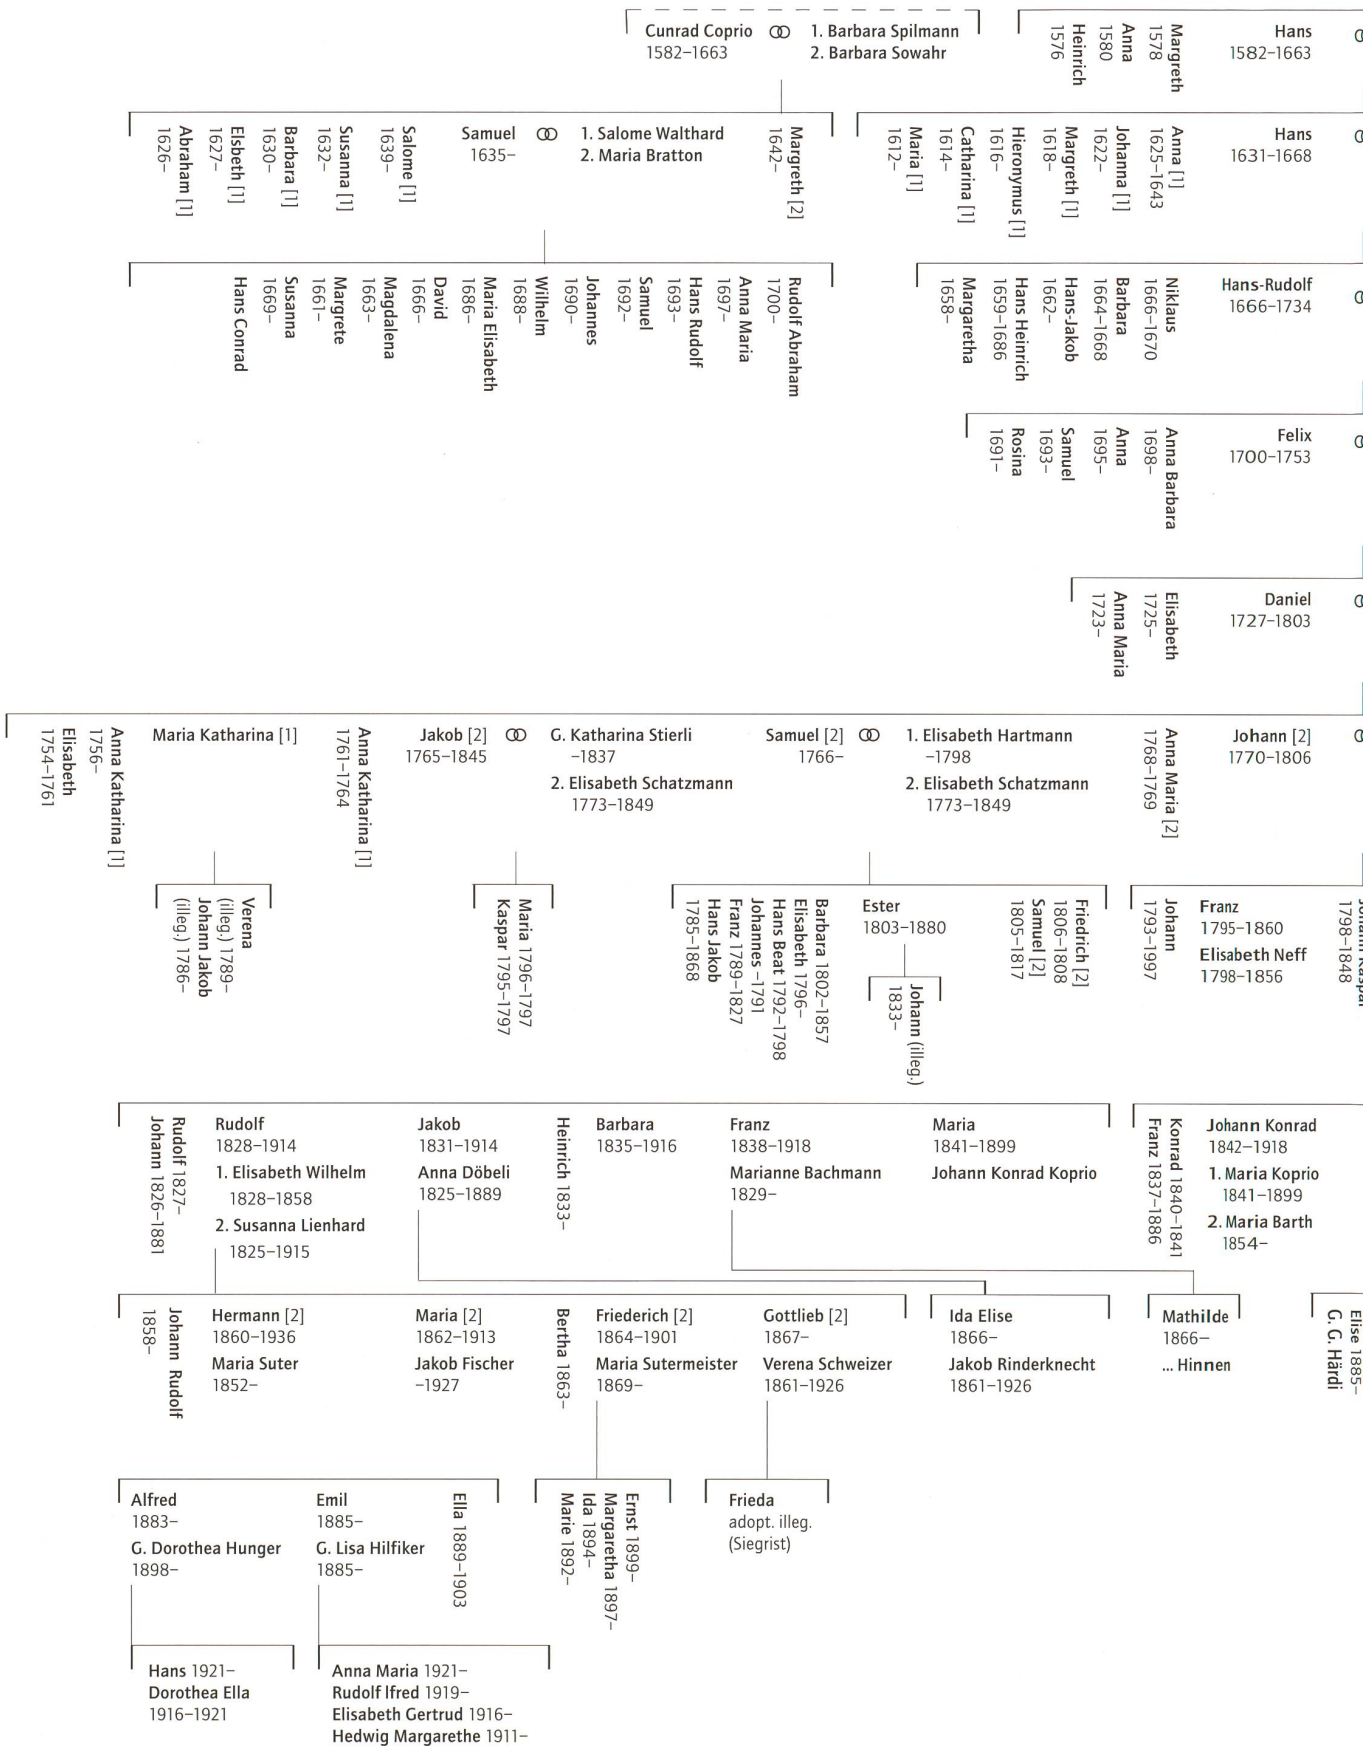 Cunrad Coprio
1582–1663
1. Barbara Spilmann
2. Barbara Sowahr
Heinrich
1576
Anna
1580
Margreth
1578
Hans
1582–1663
Abraham [1]
1626–
Elsbeth [1]
1627–
Barbara [1]
1630–
Susanna [1]
1632–
Salome [1]
1639–
Samuel
1635–
1. Salome Walthard
2. Maria Bratton
Margreth [2]
1642–
Maria [1]
1612–
Catharina [1]
1614–
Hieronymus [1]
1616–
Margreth [1]
1618–
Johanna [1]
1622–
Anna [1]
1625–1643
Hans
1631–1668
Hans Conrad
Susanna
1669–
Margrete
1661–
Magdalena
1663–
David
1666–
Maria Elisabeth
1686–
Wilhelm
1688–
Johannes
1690–
Samuel
1692–
Hans Rudolf
1693–
Anna Maria
1697–
Rudolf Abraham
1700–
Margaretha
1658–
Hans Heinrich
1659–1686
Hans-Jakob
1662–
Barbara
1664–1668
Niklaus
1666–1670
Hans-Rudolf
1666–1734
Rosina
1691–
Samuel
1693–
Anna
1695–
Anna Barbara
1698–
Felix
1700–1753
Anna Maria
1723–
Elisabeth
1725–
Daniel
1727–1803
Elisabeth
1754–1761
Anna Katharina [1]
1756–
Maria Katharina [1]
Anna Katharina [1]
1761–1764
Jakob [2]
1765–1845
G. Katharina Stierli
–1837
2. Elisabeth Schatzmann
1773–1849
Samuel [2]
1766–
1. Elisabeth Hartmann
–1798
2. Elisabeth Schatzmann
1773–1849
Anna Maria [2]
1768–1769
Johann [2]
1770–1806
Verena
(illeg.) 1789–
Johann Jakob
(illeg.) 1786–
Maria 1796–1797
Kaspar 1795–1797
Barbara 1802–1857
Elisabeth 1796–
Hans Beat 1792–1798
Johannes –1791
Franz 1789–1827
Hans Jakob
1785–1868
Ester
1803–1880
Friedrich [2]
1806–1808
Samuel [2]
1805–1817
Johann (illeg.)
1833–
Johann
1793–1997
Franz
1795–1860
Elisabeth Neff
1798–1856
Johann Kaspar
1798–1848
Rudolf 1827–
Johann 1826–1881
Rudolf
1828–1914
1. Elisabeth Wilhelm
1828–1858
2. Susanna Lienhard
1825–1915
Jakob
1831–1914
Anna Döbeli
1825–1889
Heinrich 1833–
Barbara
1835–1916
Franz
1838–1918
Marianne Bachmann
1829–
Maria
1841–1899
Johann Konrad Koprio
Konrad 1840–1841
Franz 1837–1886
Johann Konrad
1842–1918
1. Maria Koprio
1841–1899
2. Maria Barth
1854–
Johann Rudolf
1858–
Hermann [2]
1860–1936
Maria Suter
1852–
Maria [2]
1862–1913
Jakob Fischer
–1927
Bertha 1863–
Friederich [2]
1864–1901
Maria Sutermeister
1869–
Gottlieb [2]
1867–
Verena Schweizer
1861–1926
Ida Elise
1866–
Jakob Rinderknecht
1861–1926
Mathilde
1866–
... Hinnen
Elise 1885–
G. G. Härdi
Alfred
1883–
G. Dorothea Hunger
1898–
Emil
1885–
G. Lisa Hilfiker
1885–
Ella 1889–1903
Ernst 1899–
Margaretha 1897–
Ida 1894–
Marie 1892–
Frieda
adopt. illeg.
(Siegrist)
Hans 1921–
Dorothea Ella
1916–1921
Anna Maria 1921–
Rudolf Ifred 1919–
Elisabeth Gertrud 1916–
Hedwig Margarethe 1911–